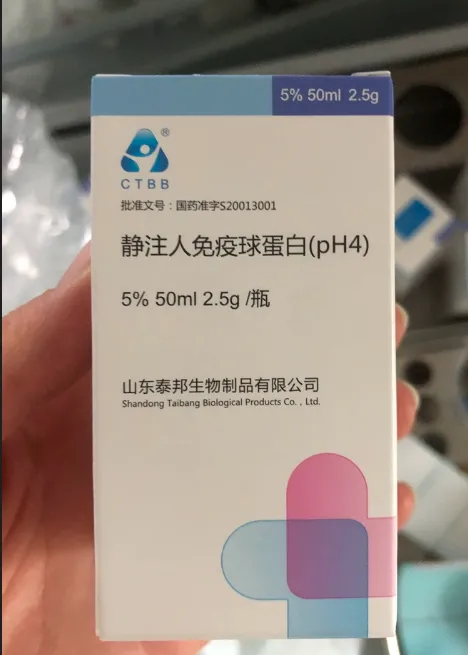 5% 50ml 2.5g
®
CTBB
批准文号：国药准字S20013001
静注人免疫球蛋白(pH4)
5% 50ml 2.5g /瓶
山东泰邦生物制品有限公司
Shandong Taibang Biological Products Co. , Ltd.